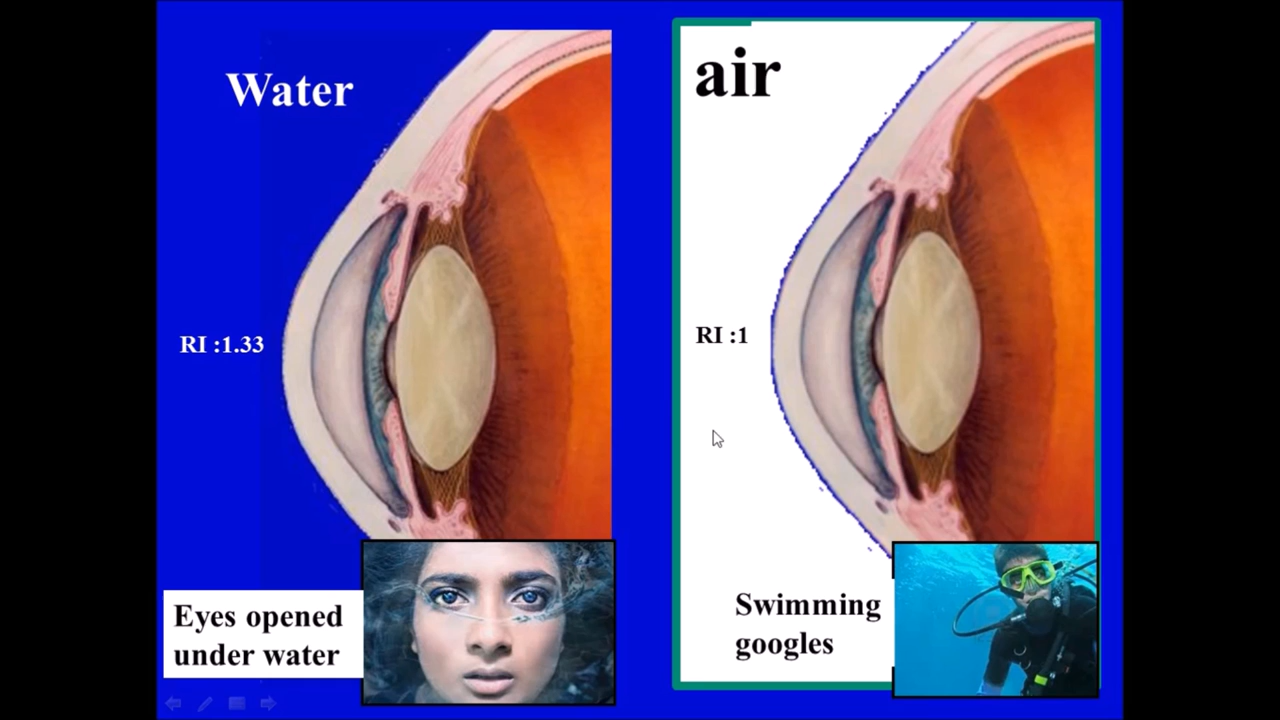 Water
RI :1.33
Eyes opened
under water
air
RI :1
Swimming
googles